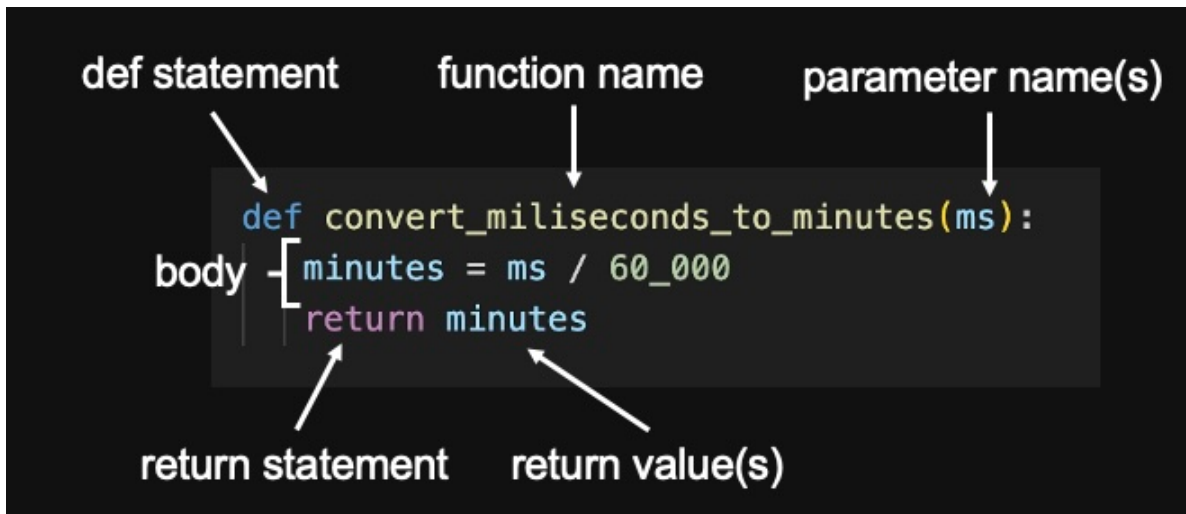 def statement function name parameter name(s)
def convert_miliseconds_to_minutes(ms):
body minutes = ms / 60_000
return minutes
return statement return value(s)